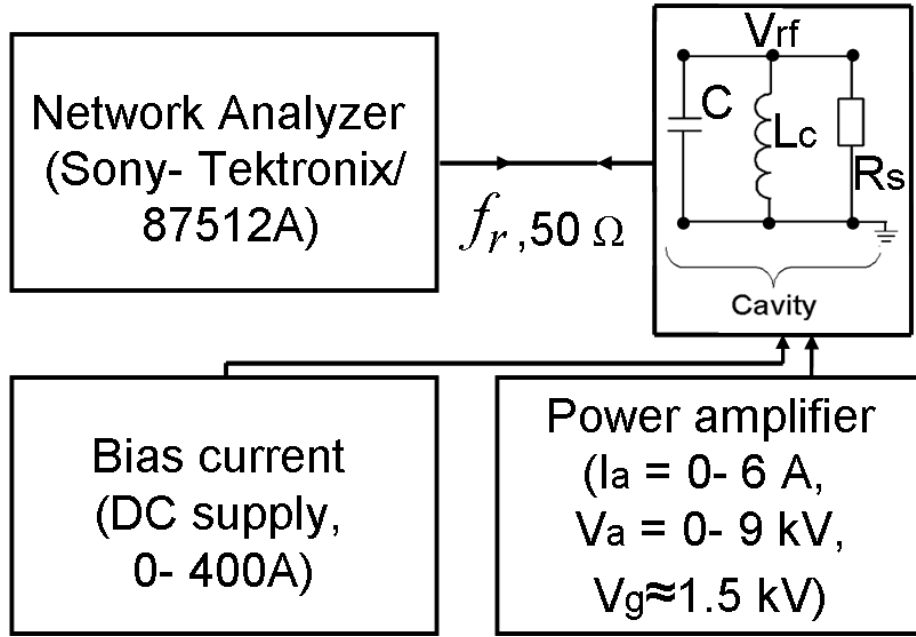 Network Analyzer
(Sony- Tektronix/
87512A)
fr ,50 Ω
Vrf
C
Lc
Rs
Cavity
Bias current
(DC supply,
0- 400A)
Power amplifier
(Ia = 0- 6 A,
Va = 0- 9 kV,
Vg≈1.5 kV)